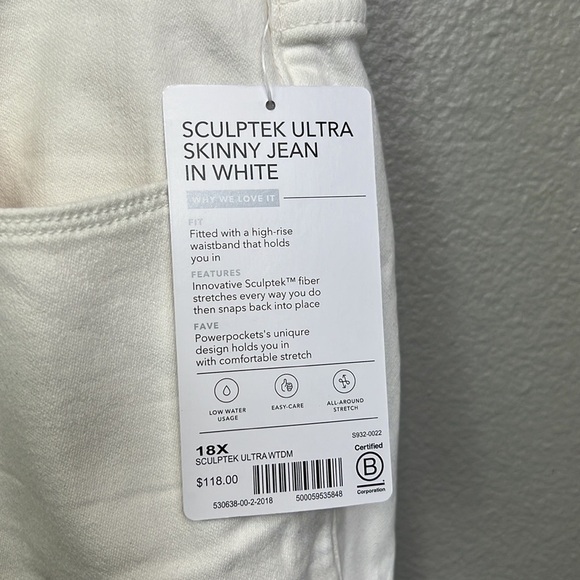 SCULPTEK ULTRA
SKINNY JEAN
IN WHITE
WHY WE LOVE IT
FIT
Fitted with a high-rise
waistband that holds
you in
FEATURES
Innovative Sculptek™ fiber
stretches every way you do
then snaps back into place
FAVE
Powerpockets's uniqure
design holds you in
with comfortable stretch
LOW WATER
USAGE
EASY-CARE
ALL-AROUND
STRETCH
S932-0022
18X
SCULPTEK ULTRA WTDM
$118.00
530638-00-2-2018
500059535848
Certified
B
Corporation